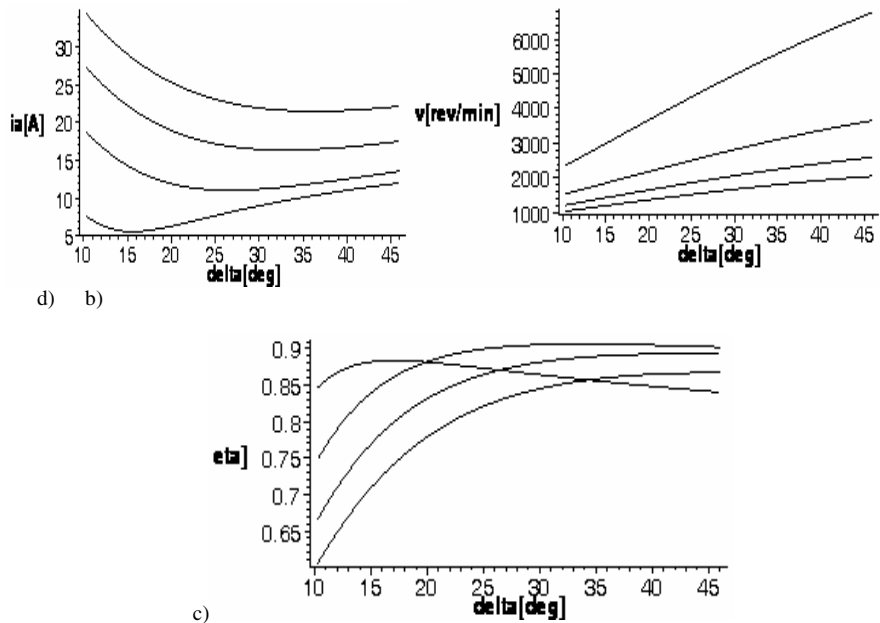 30
25
ia[A] 20
15
10
5
10 15 20 25 30 35 40 45
delta[deg]
6000
5000
4000
v[rev/min]
3000
2000
1000
10 15 20 25 30 35 40 45
delta[deg]
d) b)
0.9
0.85
0.8
eta] 0.75
0.7
0.65
10 15 20 25 30 35 40 45
delta[deg]
c)